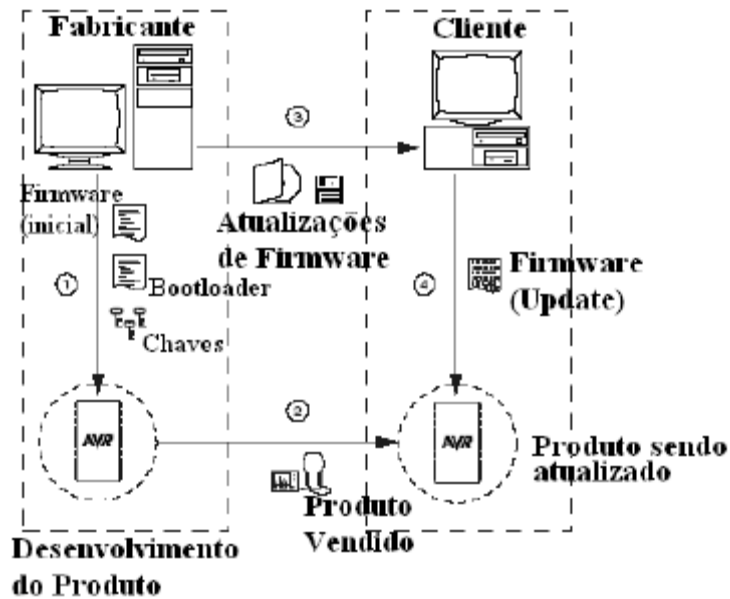 Fabricante
Cliente
3
Firmware
(inicial)
Atualizações
de Firmware
1
Bootloader
Chaves
4
Firmware
(Update)
AVR
2
AVR
Produto sendo
atualizado
Produto
Vendido
Desenvolvimento
do Produto